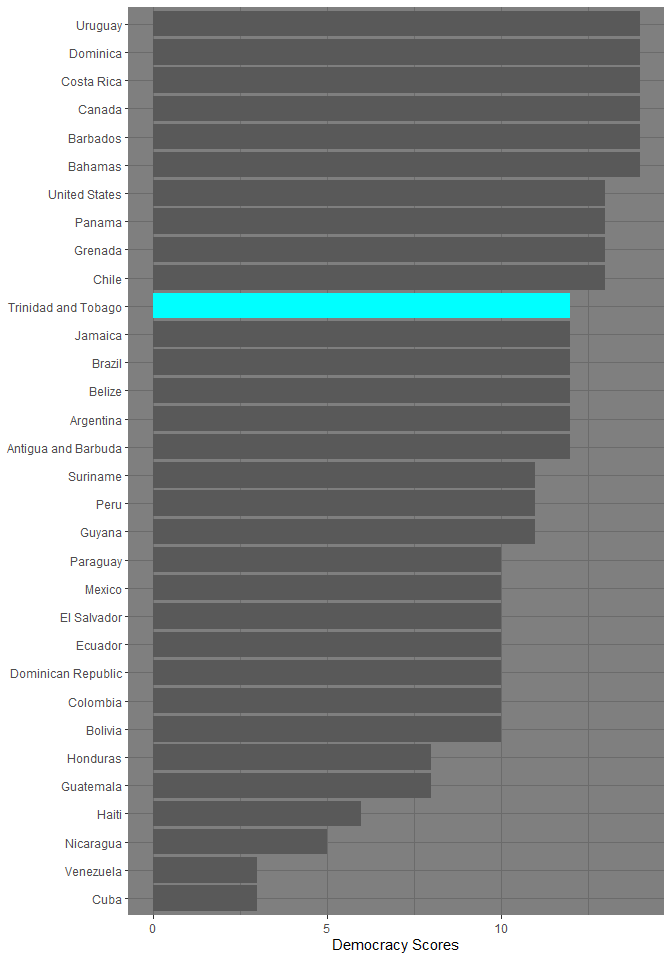 Uruguay
Dominica
Costa Rica
Canada
Barbados
Bahamas
United States
Panama
Grenada
Chile
Trinidad and Tobago
Jamaica
Brazil
Belize
Argentina
Antigua and Barbuda
Suriname
Peru
Guyana
Paraguay
Mexico
El Salvador
Ecuador
Dominican Republic
Colombia
Bolivia
Honduras
Guatemala
Haiti
Nicaragua
Venezuela
Cuba
0 5 10
Democracy Scores